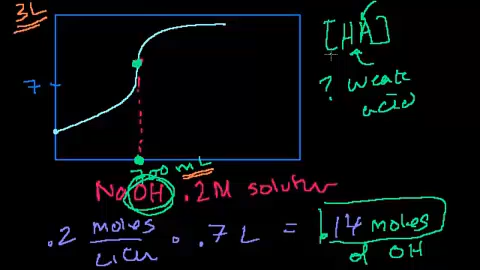 3L
[HA]
? weak
acid
7
700 mL
NaOH .2M solution
.2 moles/liter · .7 L = .14 moles
of OH